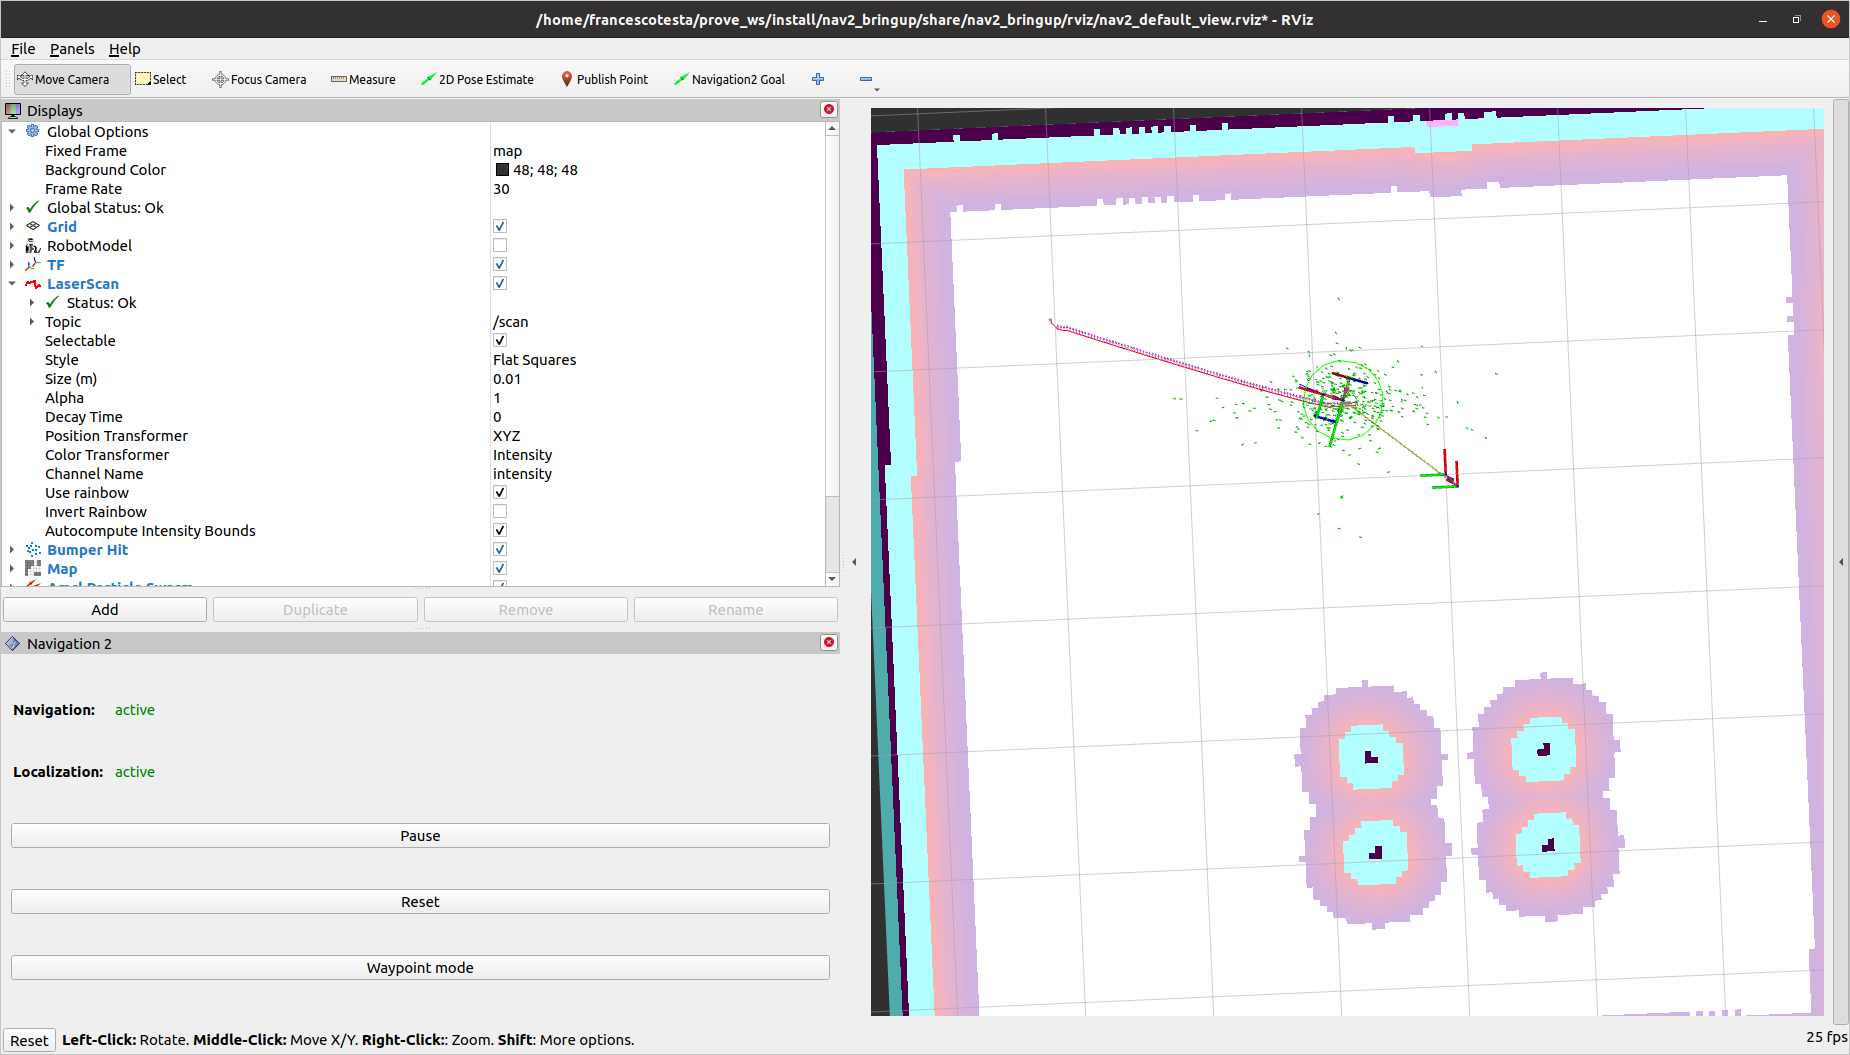 /home/francescotesta/prove_ws/install/nav2_bringup/share/nav2_bringup/rviz/nav2_default_view.rviz* - RViz
File Panels Help
Move Camera Select Focus Camera Measure 2D Pose Estimate Publish Point Navigation2 Goal
Displays
Global Options
Fixed Frame map
Background Color 48; 48; 48
Frame Rate 30
Global Status: Ok
Grid
RobotModel
TF
LaserScan
Status: Ok
Topic /scan
Selectable
Style Flat Squares
Size (m) 0.01
Alpha 1
Decay Time 0
Position Transformer XYZ
Color Transformer Intensity
Channel Name intensity
Use rainbow
Invert Rainbow
Autocompute Intensity Bounds
Bumper Hit
Map
Add Duplicate Remove Rename
Navigation 2
Navigation: active
Localization: active
Pause
Reset
Waypoint mode
Reset Left-Click: Rotate. Middle-Click: Move X/Y. Right-Click:: Zoom. Shift: More options. 25 fps